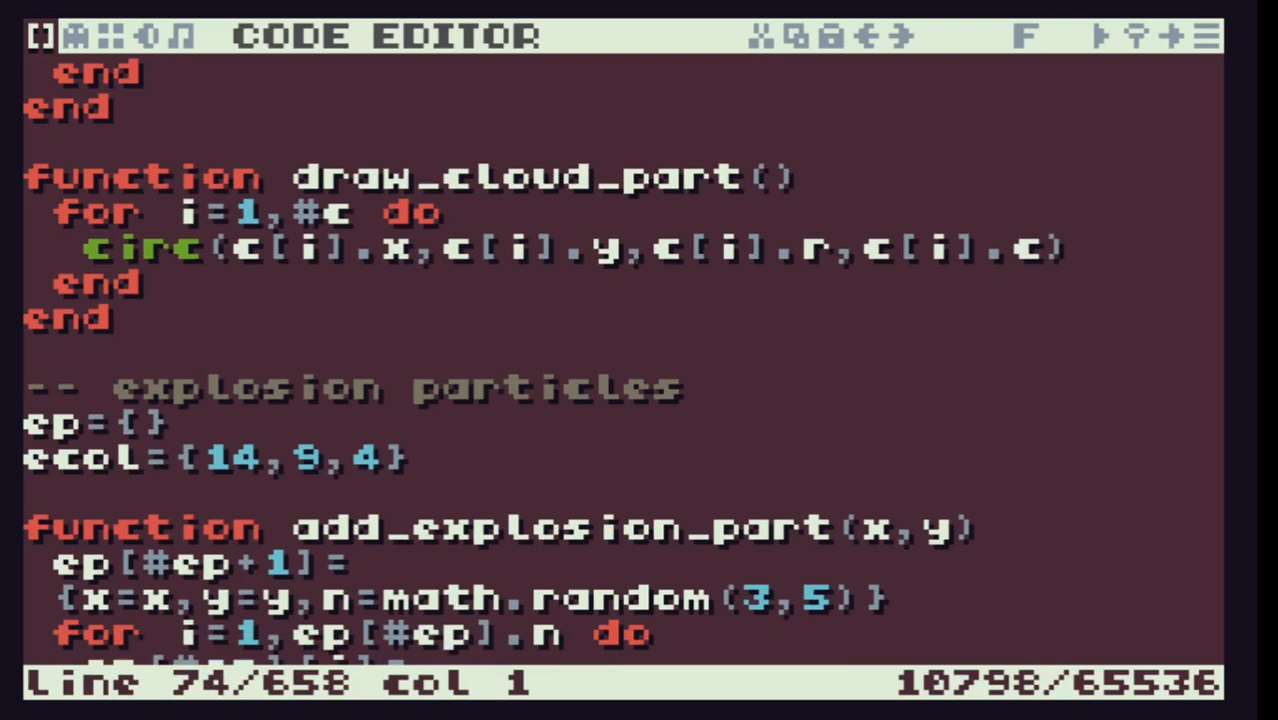 CODE EDITOR F
end
end
function draw_cloud_part()
for i=1,#c do
circ(c[i].x,c[i].y,c[i].r,c[i].c)
end
end
-- explosion particles
ep={}
ecol={14,9,4}
function add_explosion_part(x,y)
ep[#ep+1]=
{x=x,y=y,n=math.random(3,5)}
for i=1,ep[#ep].n do
line 74/658 col 1 10798/65536